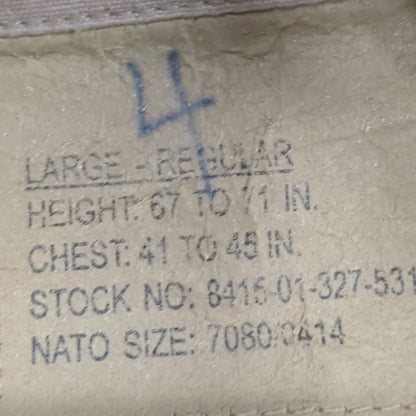 4
LARGE - REGULAR
HEIGHT: 67 TO 71 IN.
CHEST: 41 TO 45 IN.
STOCK NO: 8415-01-327-531
NATO SIZE: 7080/0414